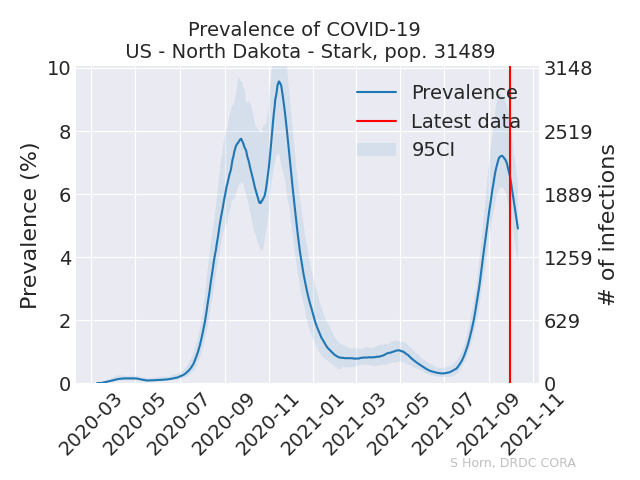 Prevalence of COVID-19
US - North Dakota - Stark, pop. 31489
Prevalence (%)
10
8
6
4
2
0
3148
2519
1889
1259
629
0
# of infections
Prevalence
Latest data
95CI
2020-03
2020-05
2020-07
2020-09
2020-11
2021-01
2021-03
2021-05
2021-07
2021-09
2021-11
S Horn, DRDC CORA